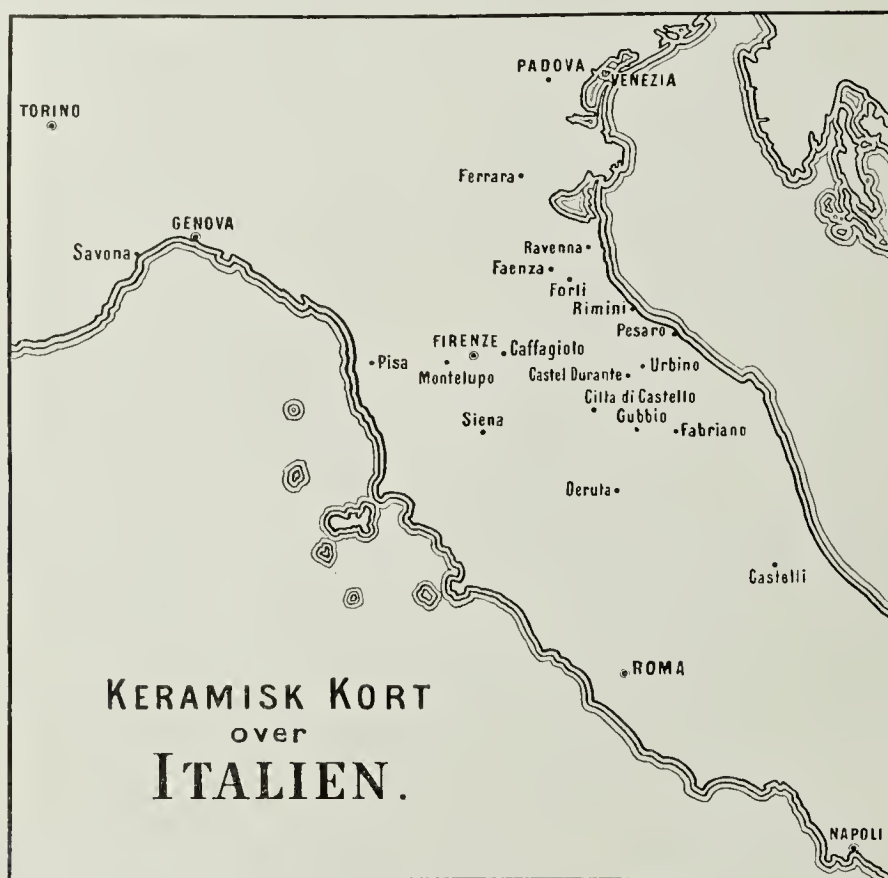 PADOVA
VENEZIA
TORINO
Ferrara
GENOVA
Savona
Ravenna
Faenza
Forli
Rimini
Pesaro
FIRENZE
Caffagiolo
Pisa
Montelupo
Urbino
Castel Durante
Citta di Castello
Siena
Gubbio
Fabriano
Deruta
Castelli
ROMA
KERAMISK KORT
over
ITALIEN.
NAPOLI